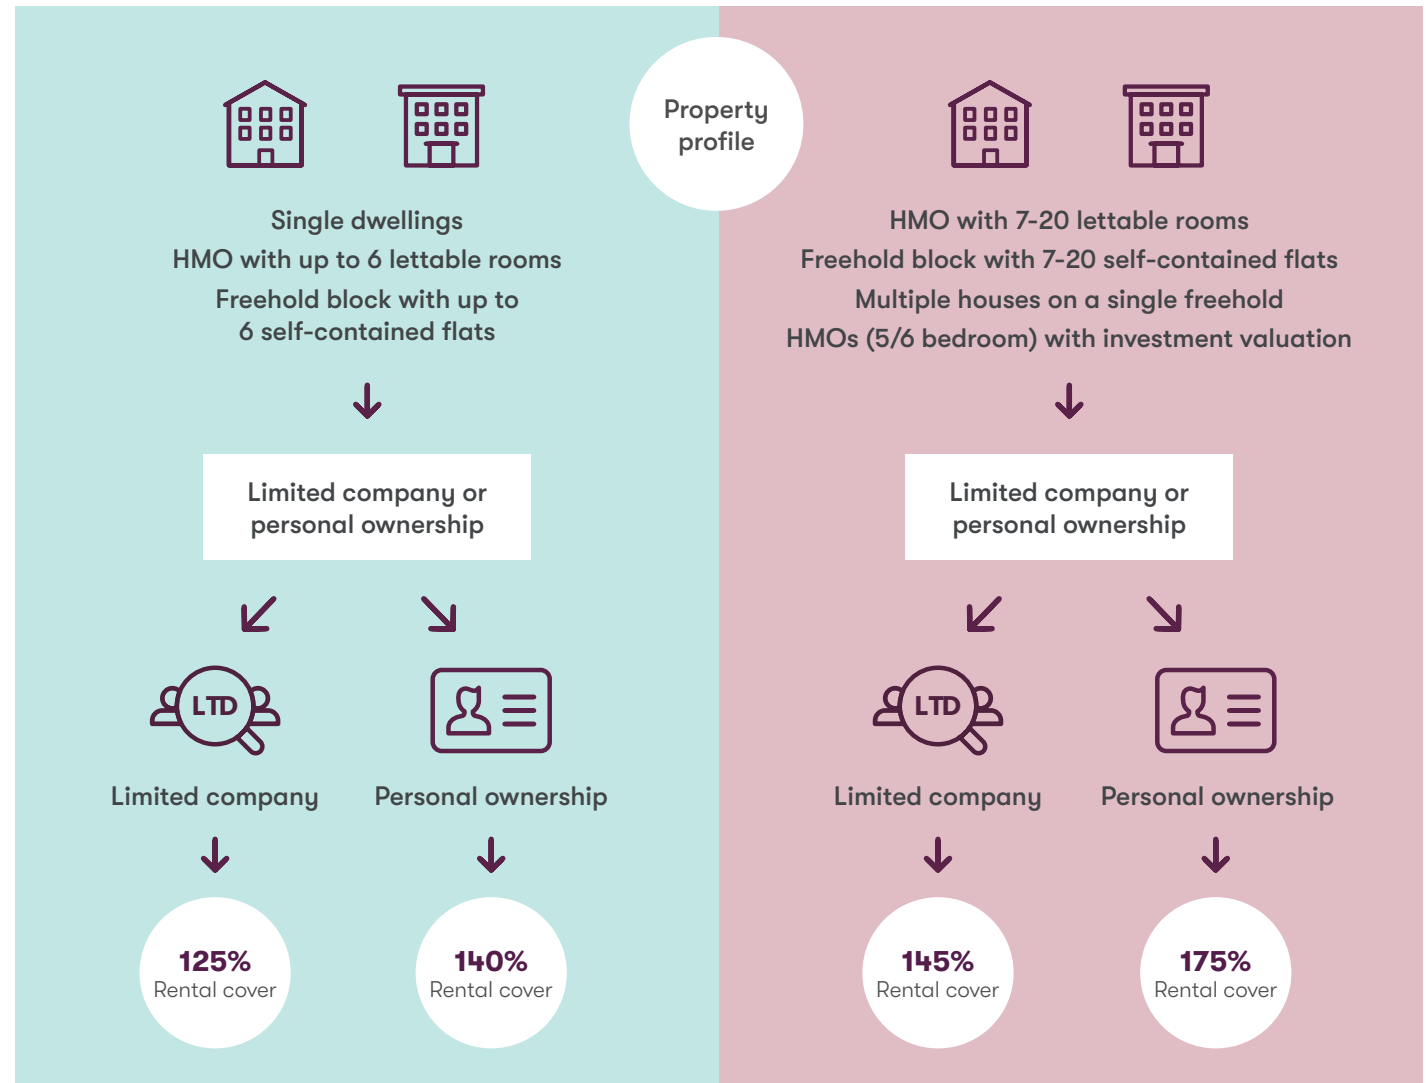 Property
profile
Single dwellings
HMO with up to 6 lettable rooms
Freehold block with up to
6 self-contained flats
Limited company or
personal ownership
LTD
Limited company
Personal ownership
125%
Rental cover
140%
Rental cover
HMO with 7-20 lettable rooms
Freehold block with 7-20 self-contained flats
Multiple houses on a single freehold
HMOs (5/6 bedroom) with investment valuation
Limited company or
personal ownership
LTD
Limited company
Personal ownership
145%
Rental cover
175%
Rental cover